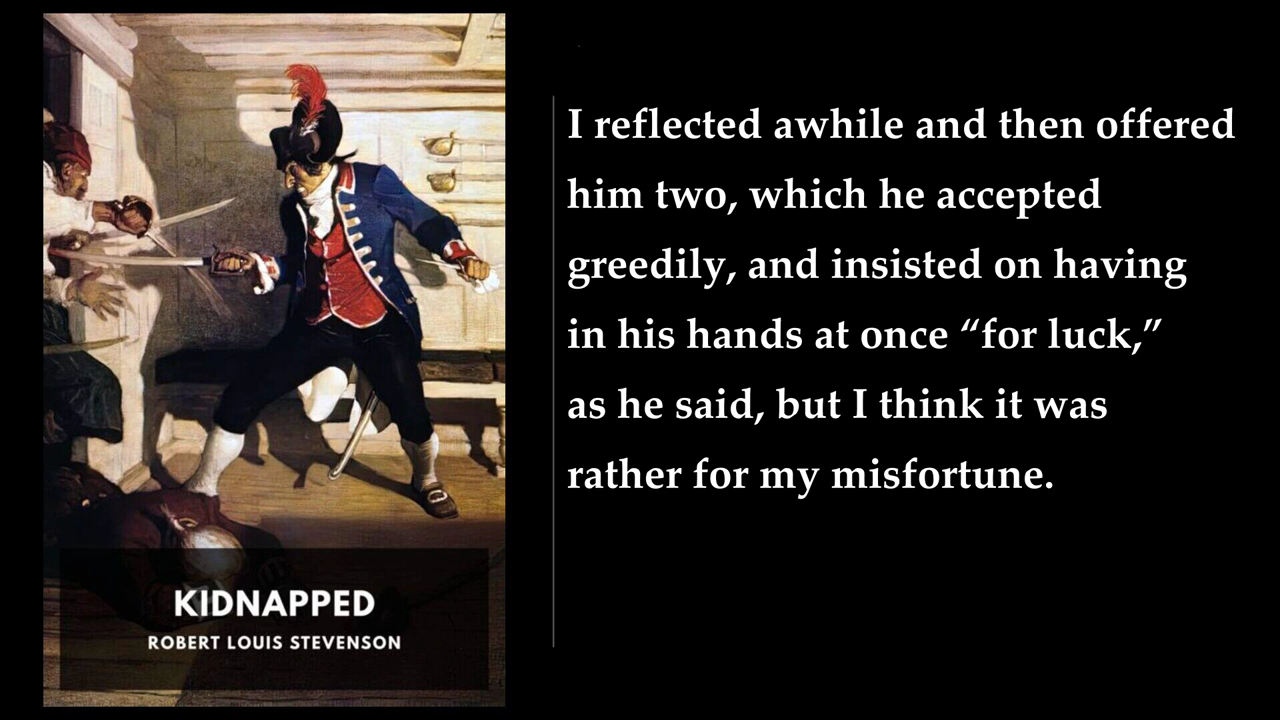 I reflected awhile and then offered
him two, which he accepted
greedily, and insisted on having
in his hands at once “for luck,”
as he said, but I think it was
rather for my misfortune.
KIDNAPPED
ROBERT LOUIS STEVENSON